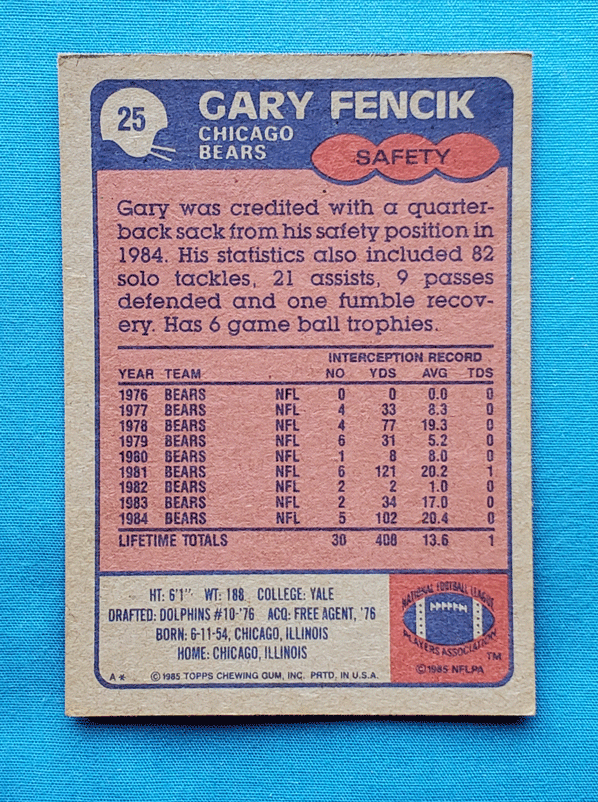 25
GARY FENCIK
CHICAGO
BEARS
SAFETY
Gary was credited with a quarter-
back sack from his safety position in
1984. His statistics also included 82
solo tackles, 21 assists, 9 passes
defended and one fumble recov-
ery. Has 6 game ball trophies.
INTERCEPTION RECORD
YEAR TEAM NO YDS AVG TDS
1976 BEARS NFL 0 0 0.0 0
1977 BEARS NFL 4 33 8.3 0
1978 BEARS NFL 4 77 19.3 0
1979 BEARS NFL 6 31 5.2 0
1980 BEARS NFL 1 8 8.0 0
1981 BEARS NFL 6 121 20.2 1
1982 BEARS NFL 2 2 1.0 0
1983 BEARS NFL 2 34 17.0 0
1984 BEARS NFL 5 102 20.4 0
LIFETIME TOTALS 30 408 13.6 1
HT: 6'1" WT: 188 COLLEGE: YALE
DRAFTED: DOLPHINS #10-'76 ACQ: FREE AGENT, '76
BORN: 6-11-54, CHICAGO, ILLINOIS
HOME: CHICAGO, ILLINOIS
A* © 1985 TOPPS CHEWING GUM, INC. PRTD. IN U.S.A.
NATIONAL FOOTBALL LEAGUE
PLAYERS ASSOCIATION
TM
© 1985 NFLPA